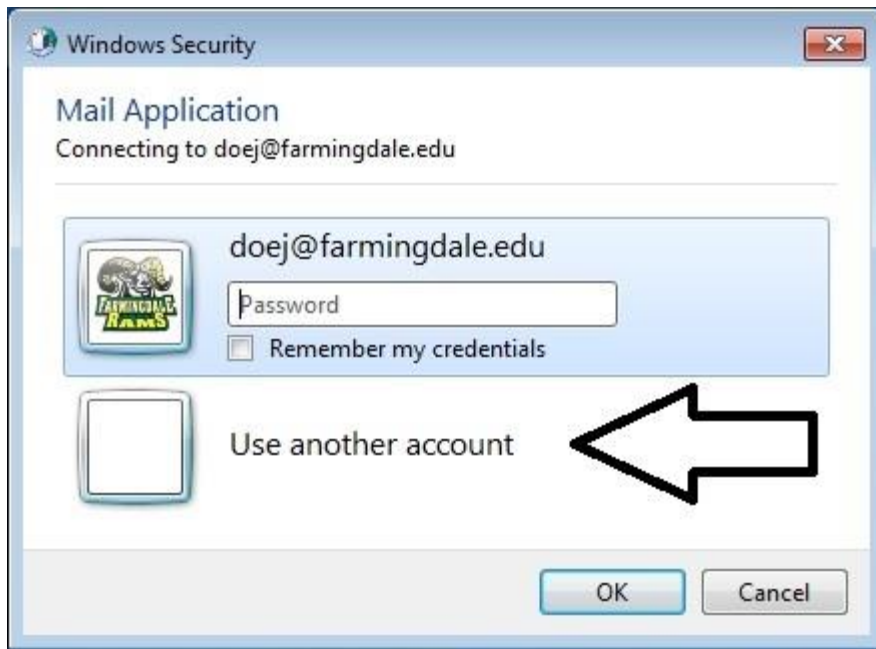 Windows Security
Mail Application
Connecting to doej@farmingdale.edu
doej@farmingdale.edu
FARMINGDALE
RAMS
Password
Remember my credentials
Use another account
OK
Cancel